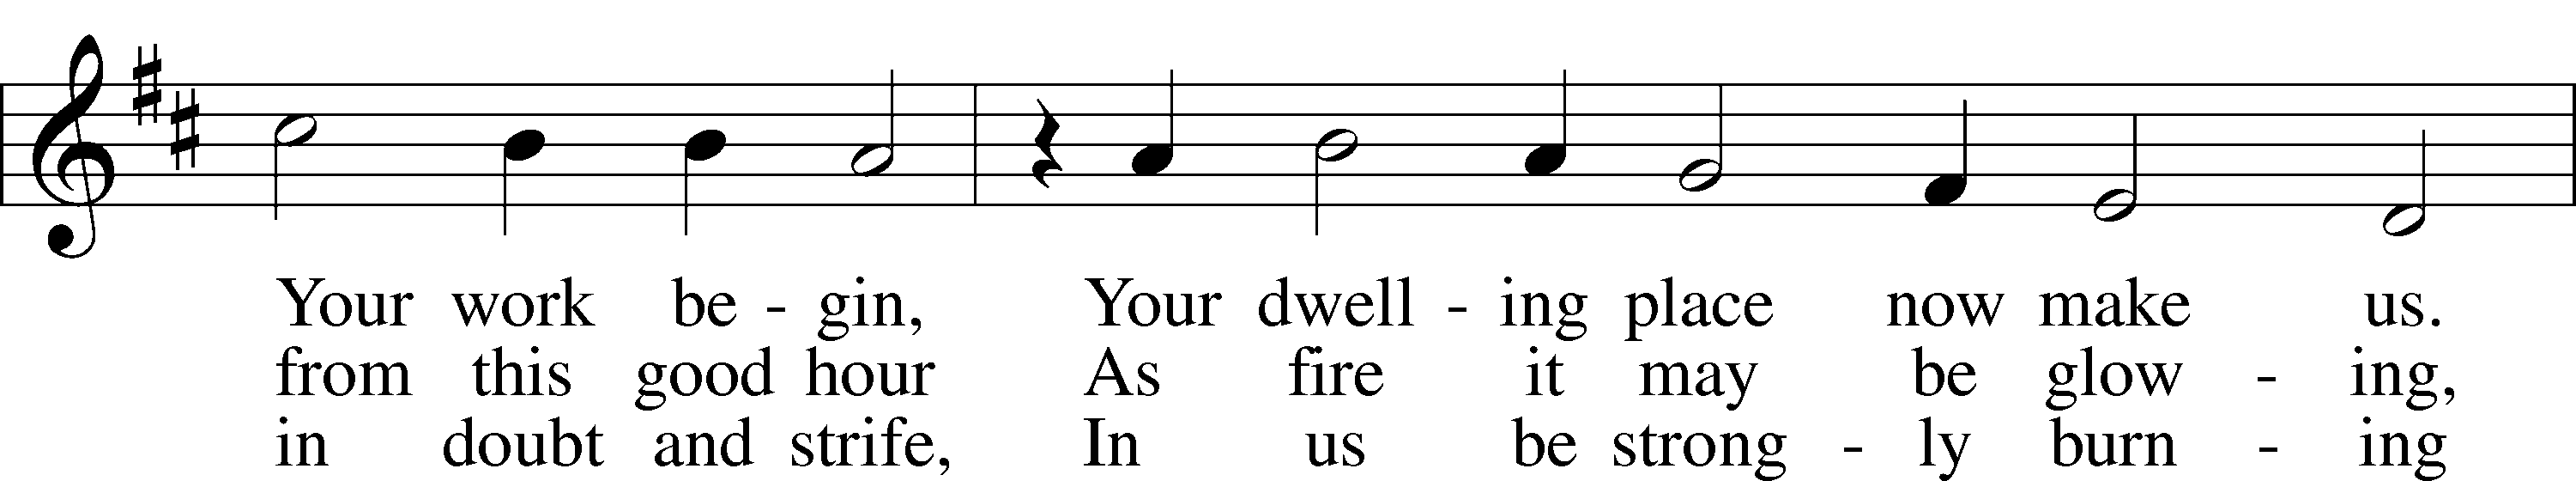 Your work be - gin, Your dwell - ing place now make us.
from this good hour As fire it may be glow - ing,
in doubt and strife, In us be strong - ly burn - ing